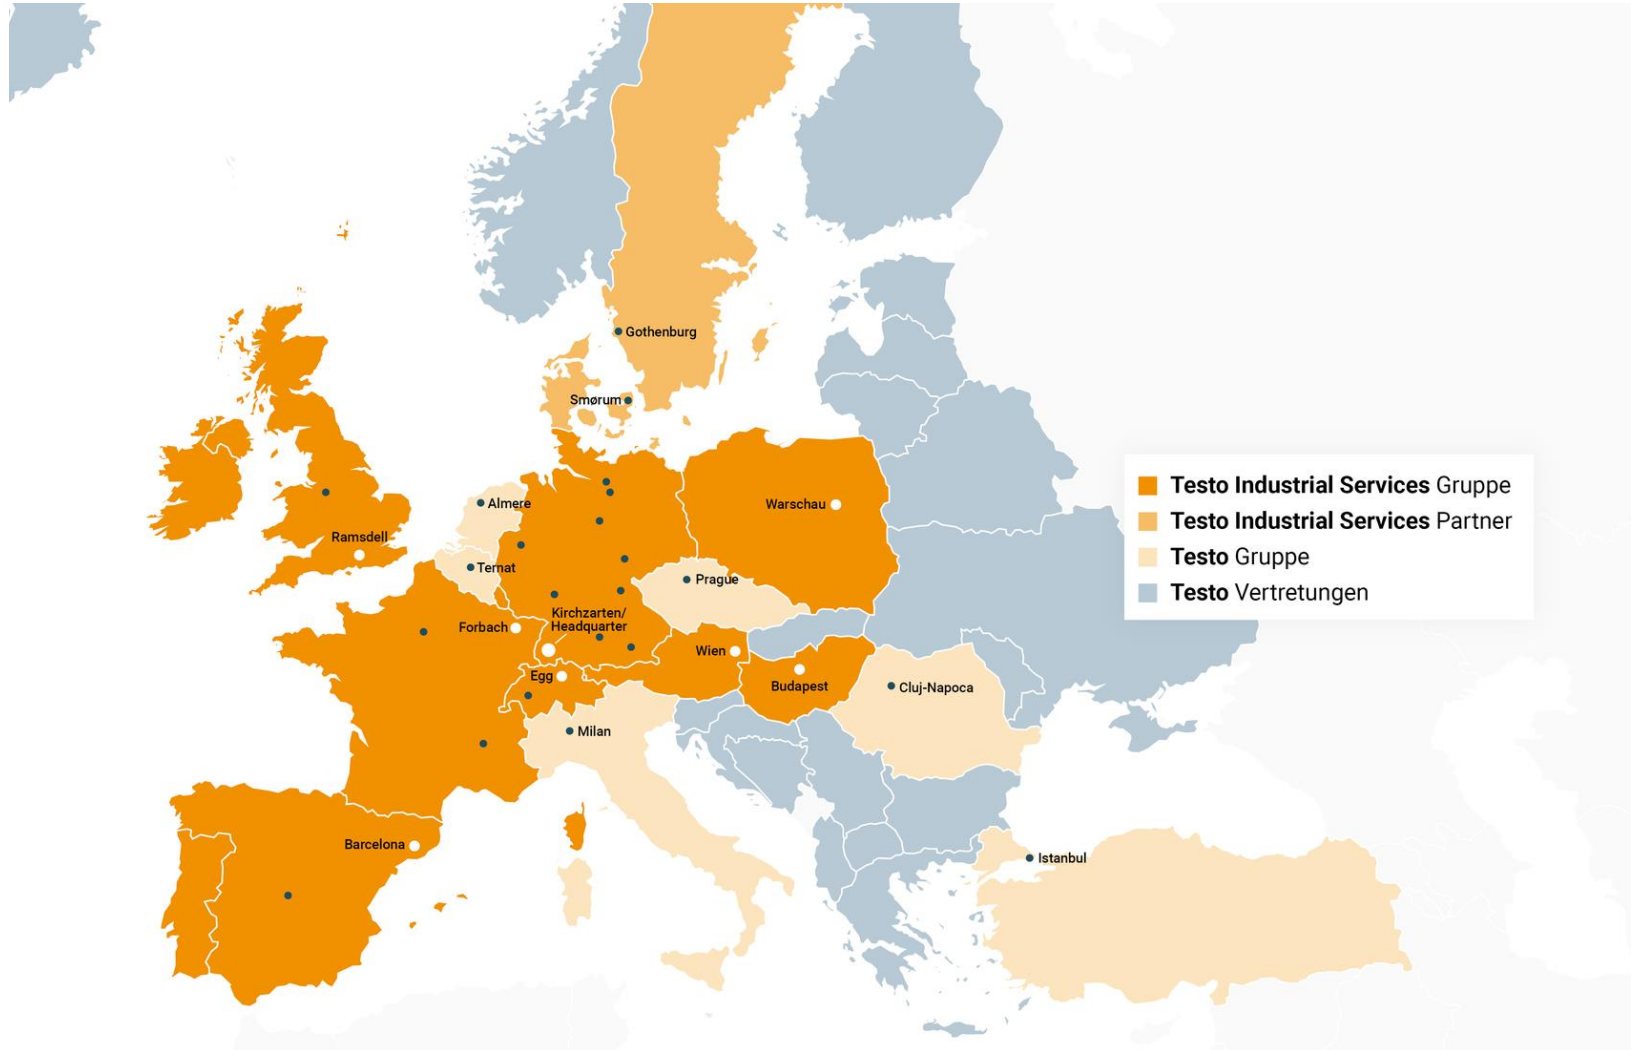 Gothenburg
Smørum
Almere
Warschau
Ramsdell
Ternat
Prague
Kirchzarten/
Headquarter
Forbach
Wien
Egg
Budapest
Cluj-Napoca
Milan
Barcelona
Istanbul
Testo Industrial Services Gruppe
Testo Industrial Services Partner
Testo Gruppe
Testo Vertretungen